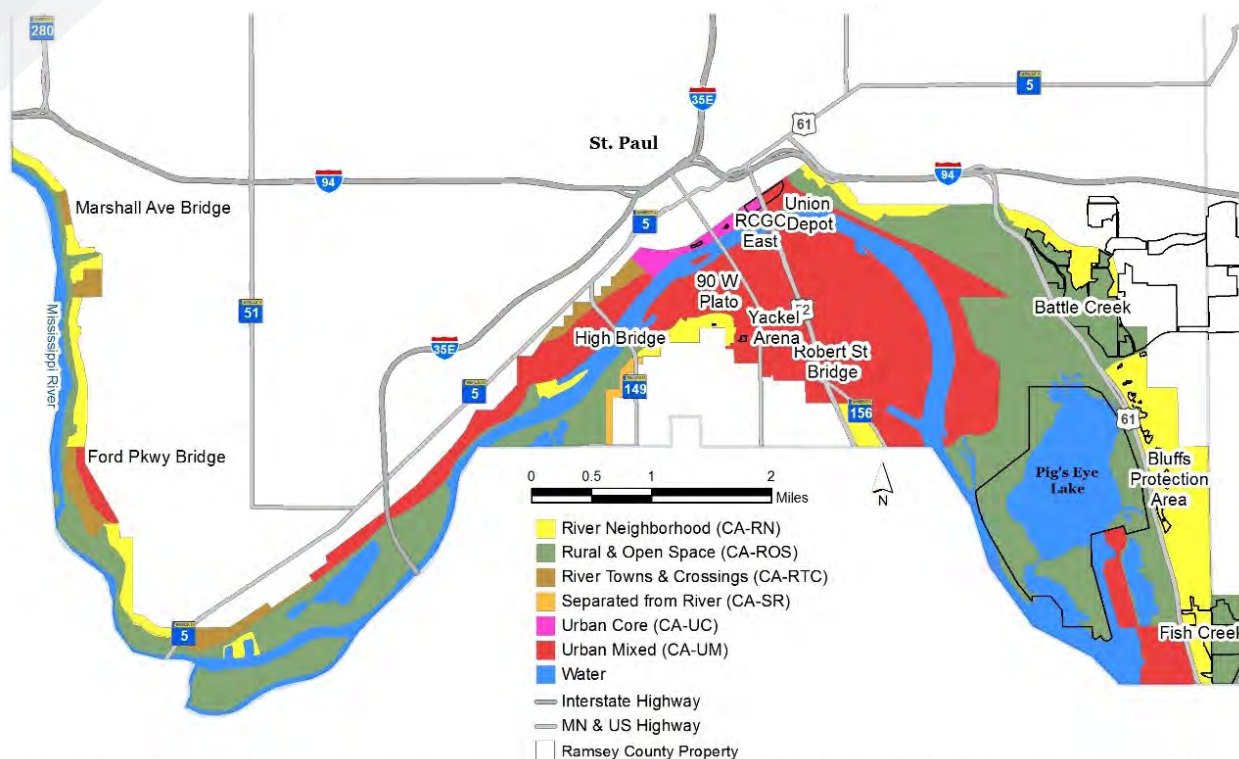 280
35E
5
61
St. Paul
94
94
Marshall Ave Bridge
5
Union
Depot
RCGC
East
51
Mississippi River
90 W
Plato
Battle Creek
High Bridge
Yackel
Arena
35E
Robert St
Bridge
5
149
156
61
Ford Pkwy Bridge
Bluffs
Protection
Area
Pig's Eye
Lake
0 0.5 1 2
Miles
N
River Neighborhood (CA-RN)
Rural & Open Space (CA-ROS)
River Towns & Crossings (CA-RTC)
Separated from River (CA-SR)
Urban Core (CA-UC)
Urban Mixed (CA-UM)
Water
Interstate Highway
MN & US Highway
Ramsey County Property
5
Fish Creek